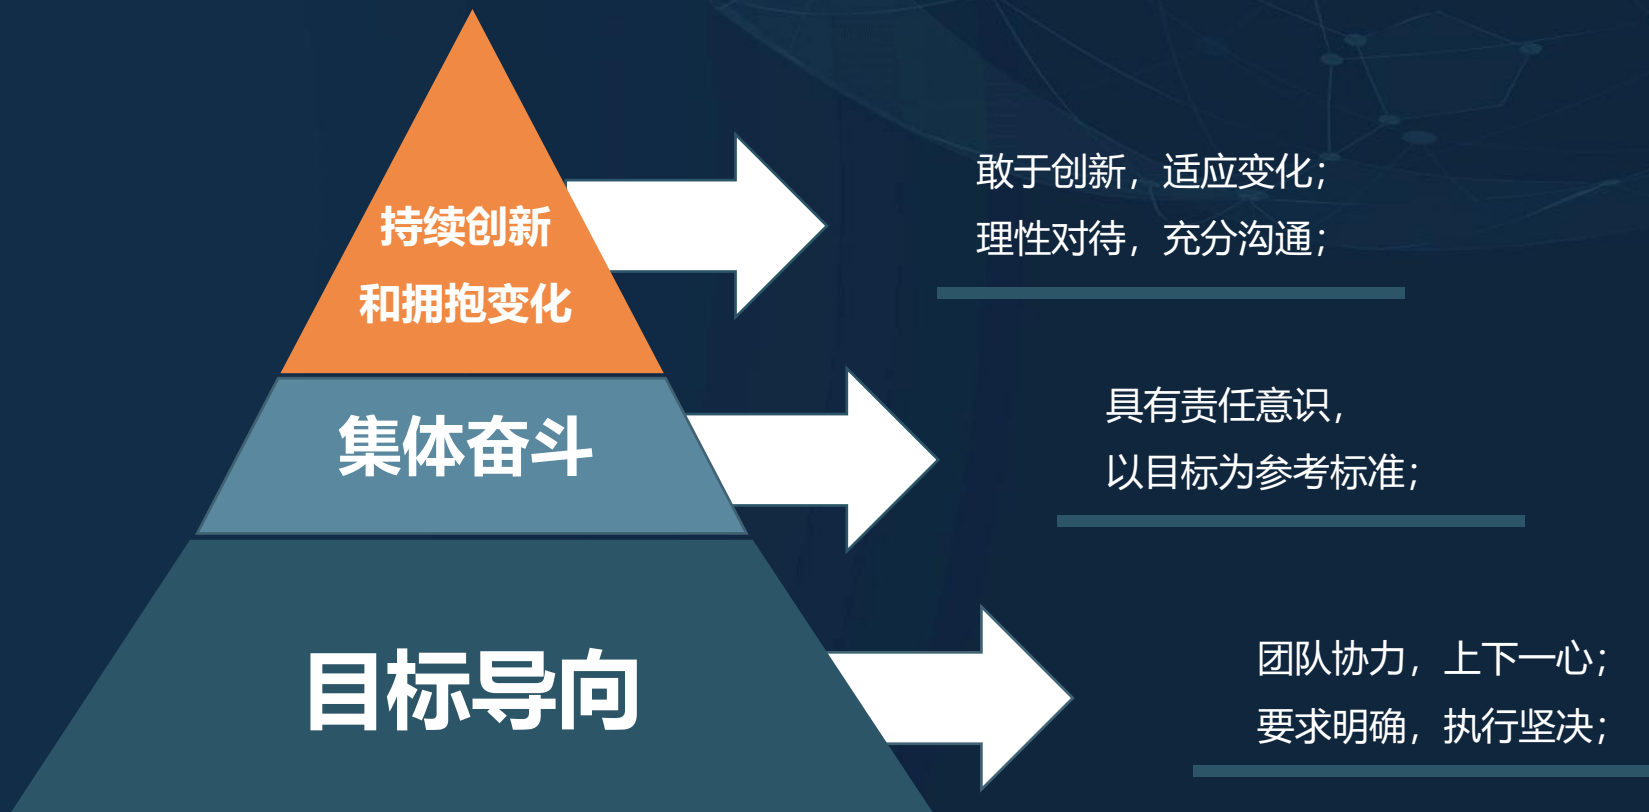 持续创新
和拥抱变化
敢于创新，适应变化；
理性对待，充分沟通；
集体奋斗
具有责任意识，
以目标为参考标准；
目标导向
团队协力，上下一心；
要求明确，执行坚决；